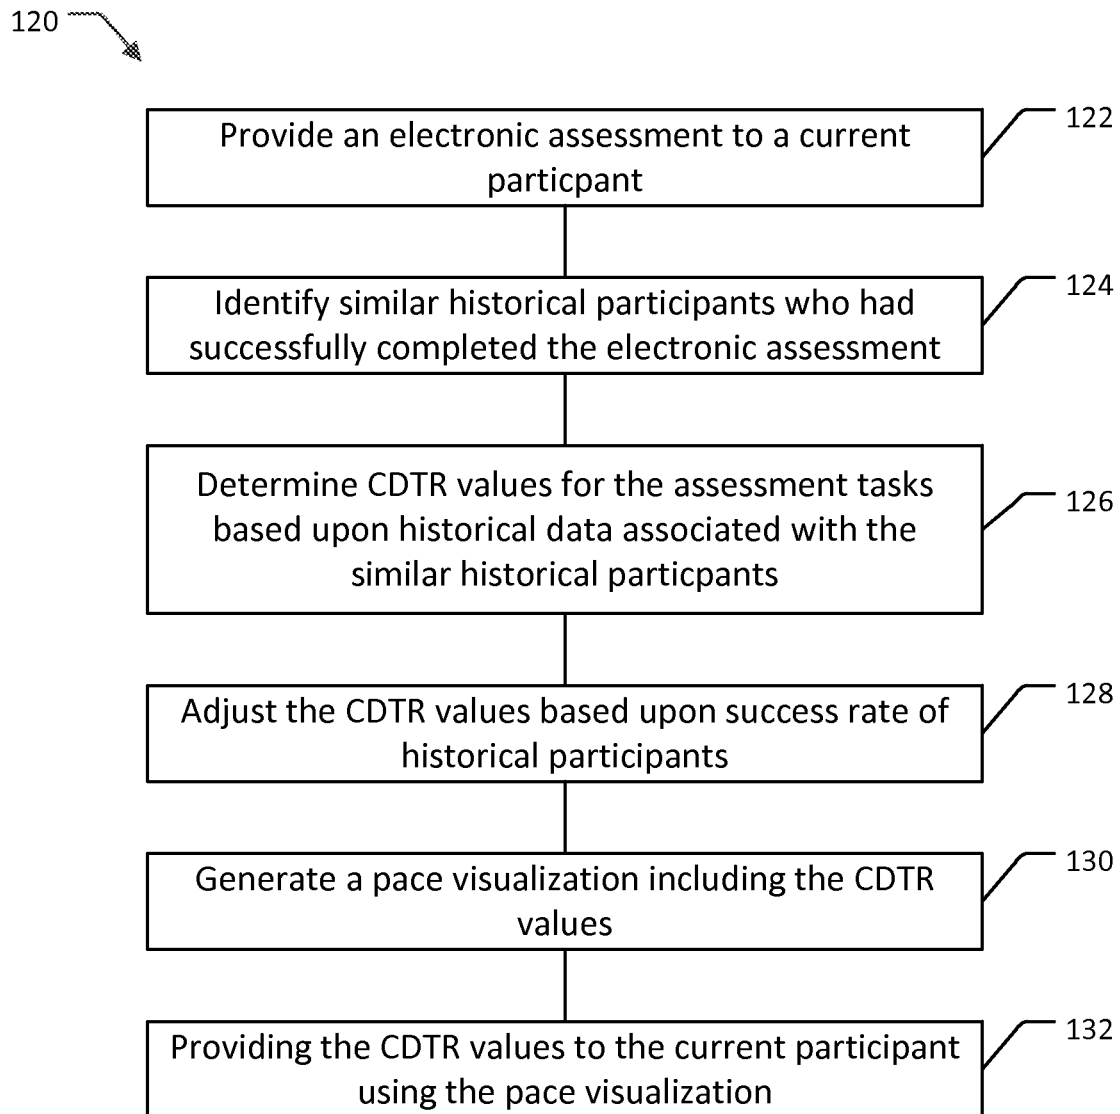 120
Provide an electronic assessment to a current
particpant
122
Identify similar historical participants who had
successfully completed the electronic assessment
124
Determine CDTR values for the assessment tasks
based upon historical data associated with the
similar historical particpants
126
Adjust the CDTR values based upon success rate of
historical participants
128
Generate a pace visualization including the CDTR
values
130
Providing the CDTR values to the current participant
using the pace visualization
132